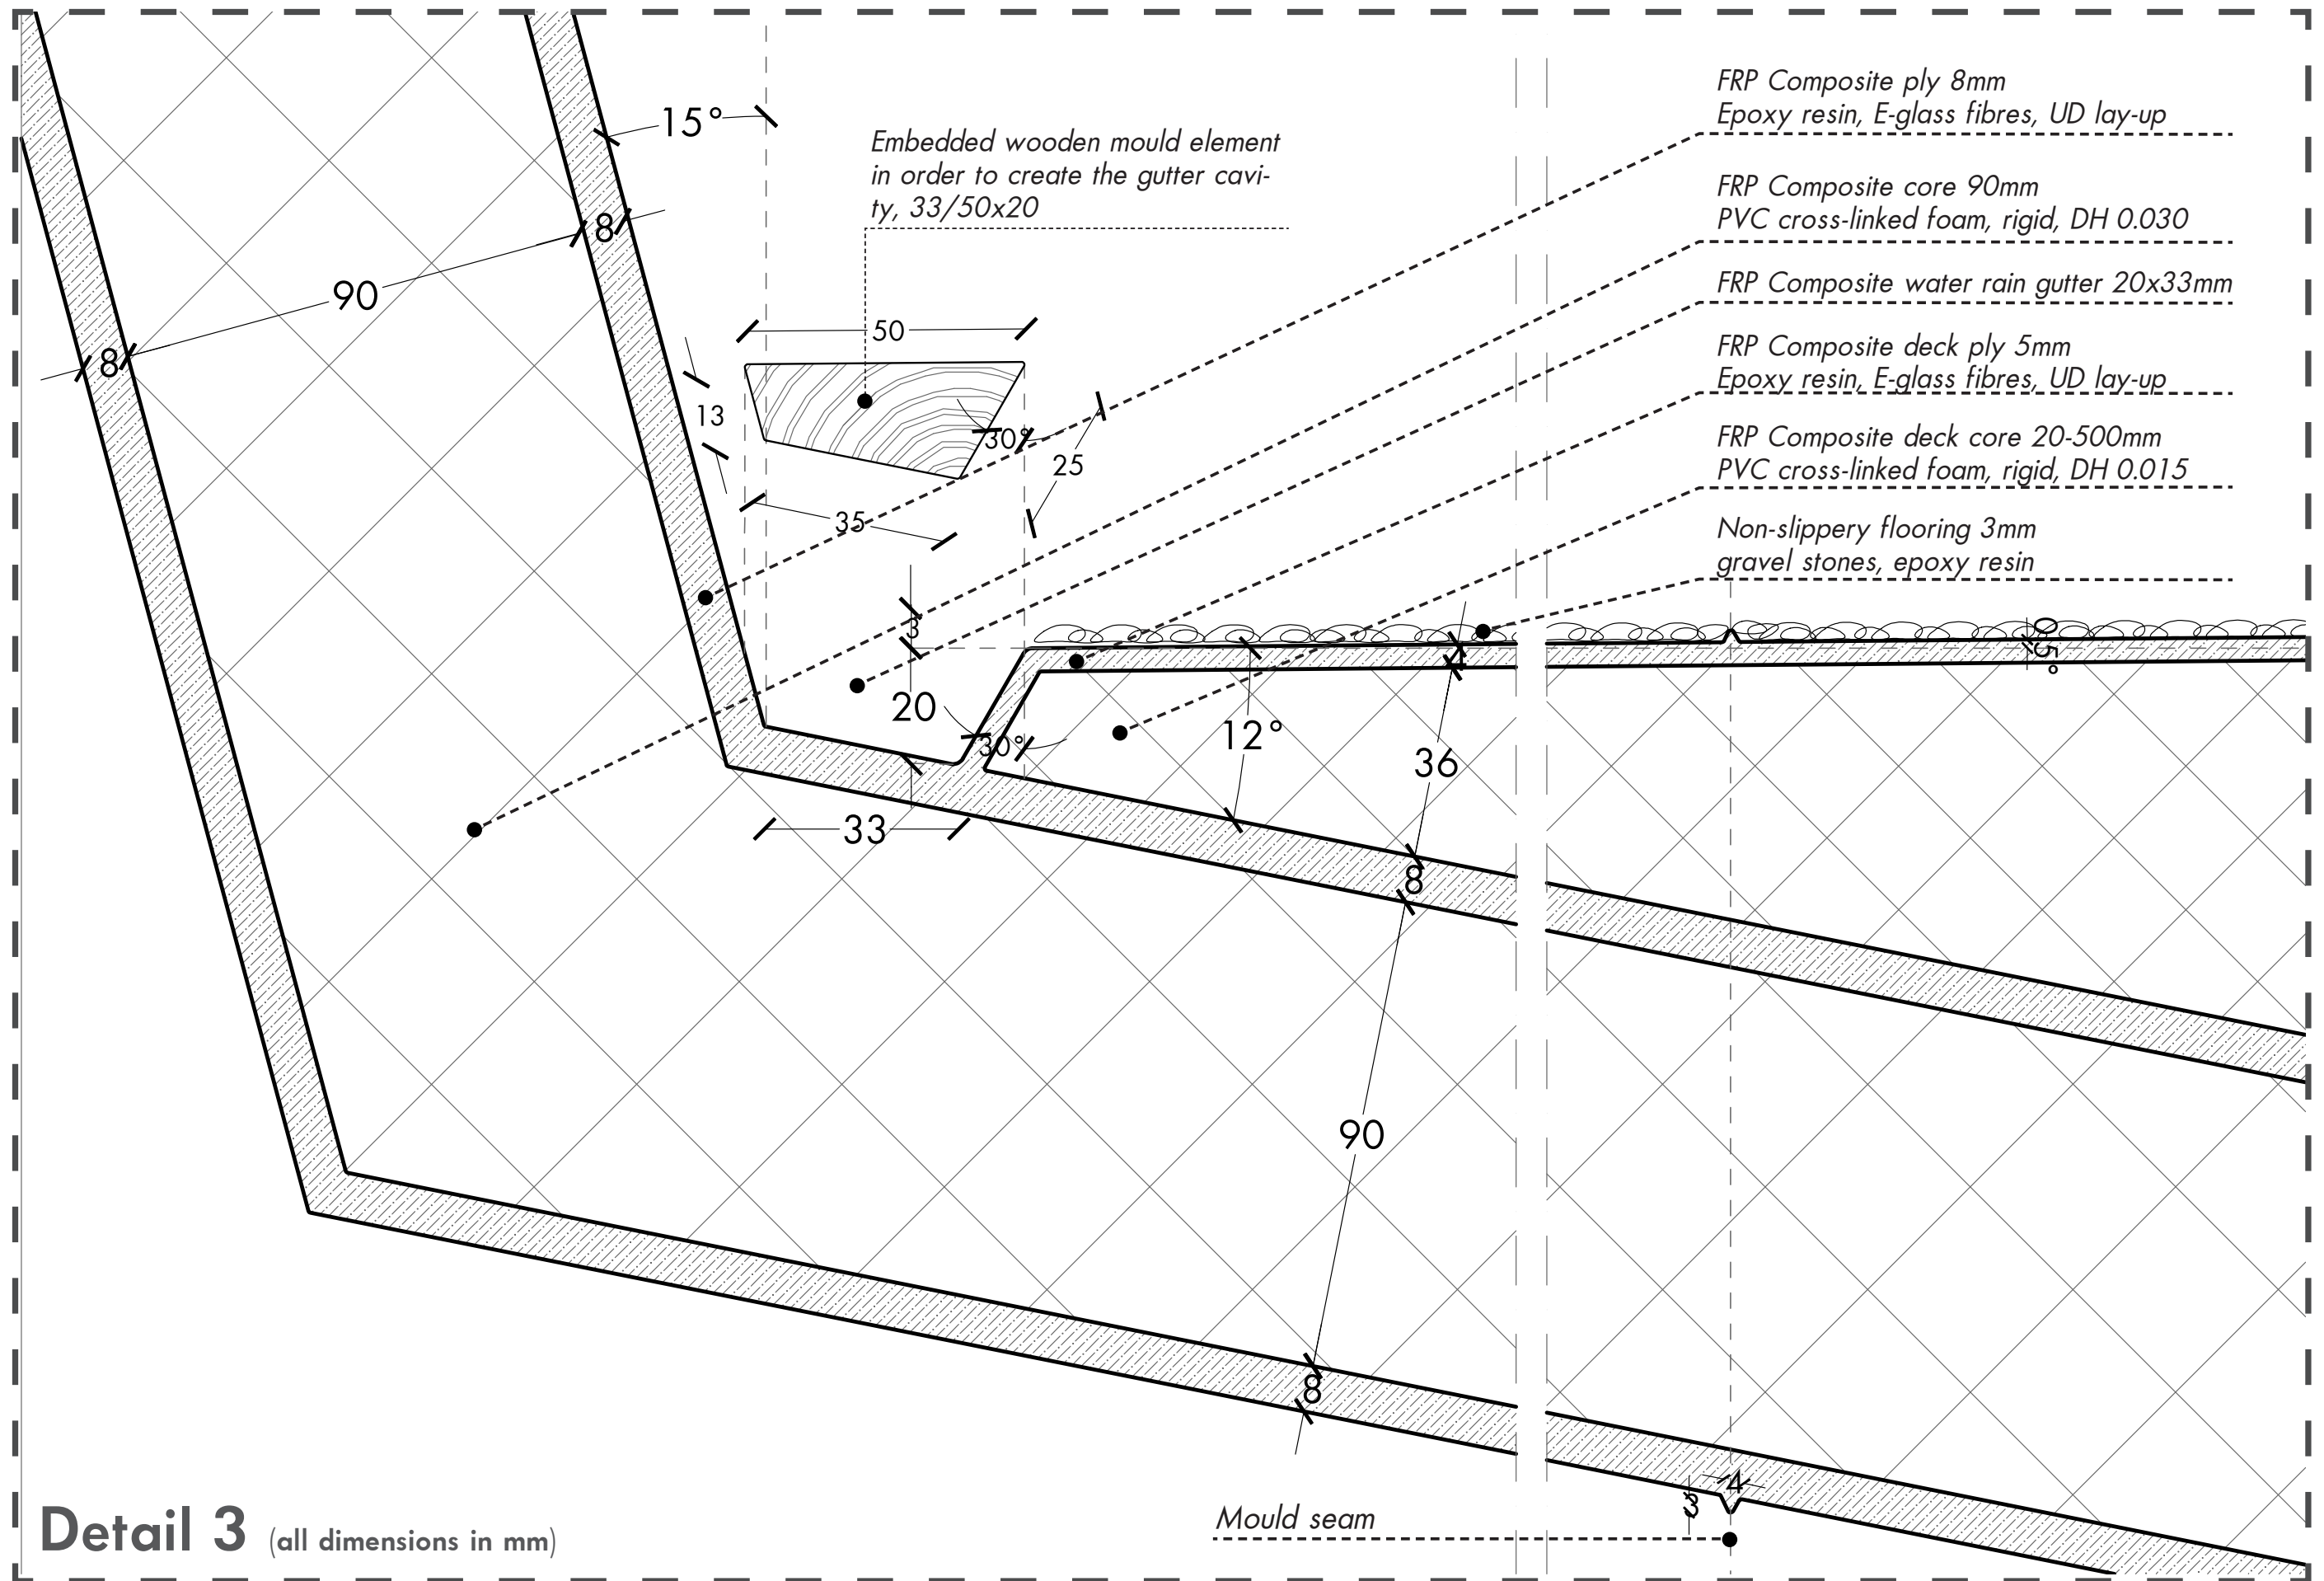 FRP Composite ply 8mm
Epoxy resin, E-glass fibres, UD lay-up
FRP Composite core 90mm
PVC cross-linked foam, rigid, DH 0.030
FRP Composite water rain gutter 20x33mm
FRP Composite deck ply 5mm
Epoxy resin, E-glass fibres, UD lay-up
FRP Composite deck core 20-500mm
PVC cross-linked foam, rigid, DH 0.015
Non-slippery flooring 3mm
gravel stones, epoxy resin
15°
Embedded wooden mould element
in order to create the gutter cavi-
ty, 33/50x20
8
90
8
50
13
30°
25
35
3
0.5°
4
20
30°
12°
36
33
8
90
8
4
3
Mould seam
Detail 3 (all dimensions in mm)